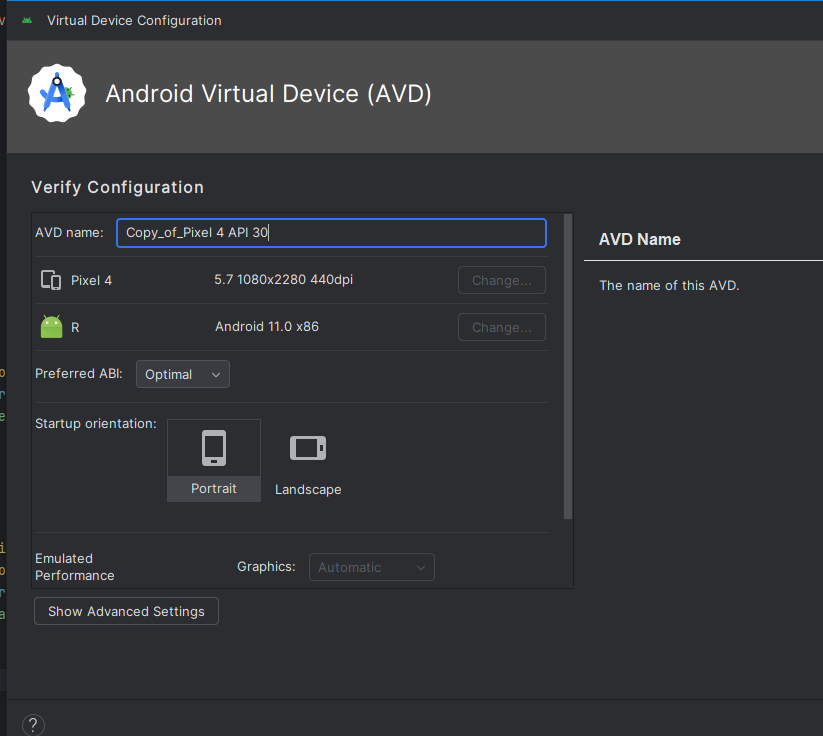 Virtual Device Configuration
Android Virtual Device (AVD)
Verify Configuration
AVD name: Copy_of_Pixel 4 API 30
Pixel 4 5.7 1080x2280 440dpi Change...
R Android 11.0 x86 Change...
Preferred ABI: Optimal
Startup orientation:
Portrait
Landscape
Emulated
Performance
Graphics: Automatic
Show Advanced Settings
?
AVD Name
The name of this AVD.